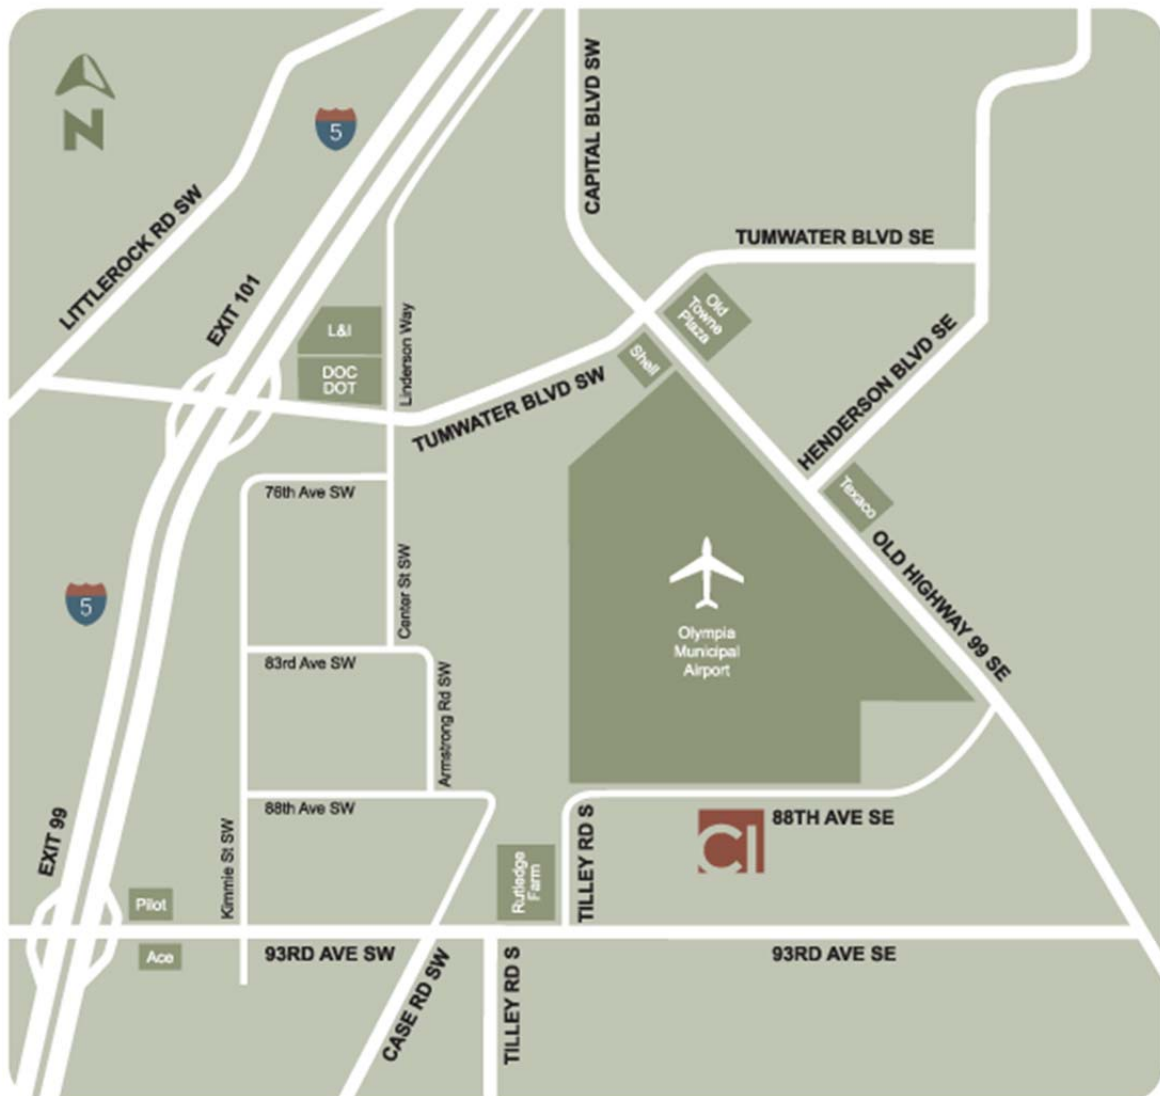 N
5
CAPITAL BLVD SW
LITTLEROCK RD SW
TUMWATER BLVD SE
EXIT 101
L&I
DOC
DOT
Linderson Way
Old
Towne
Plaza
Shell
TUMWATER BLVD SW
HENDERSON BLVD SE
76th Ave SW
Texaco
OLD HIGHWAY 99 SE
5
Center St SW
Olympia
Municipal
Airport
83rd Ave SW
Armstrong Rd SW
88th Ave SW
EXIT 99
Kimmie St SW
Rutledge
Farm
TILLEY RD S
CI
88TH AVE SE
Pilot
Ace
93RD AVE SW
93RD AVE SE
CASE RD SW
TILLEY RD S